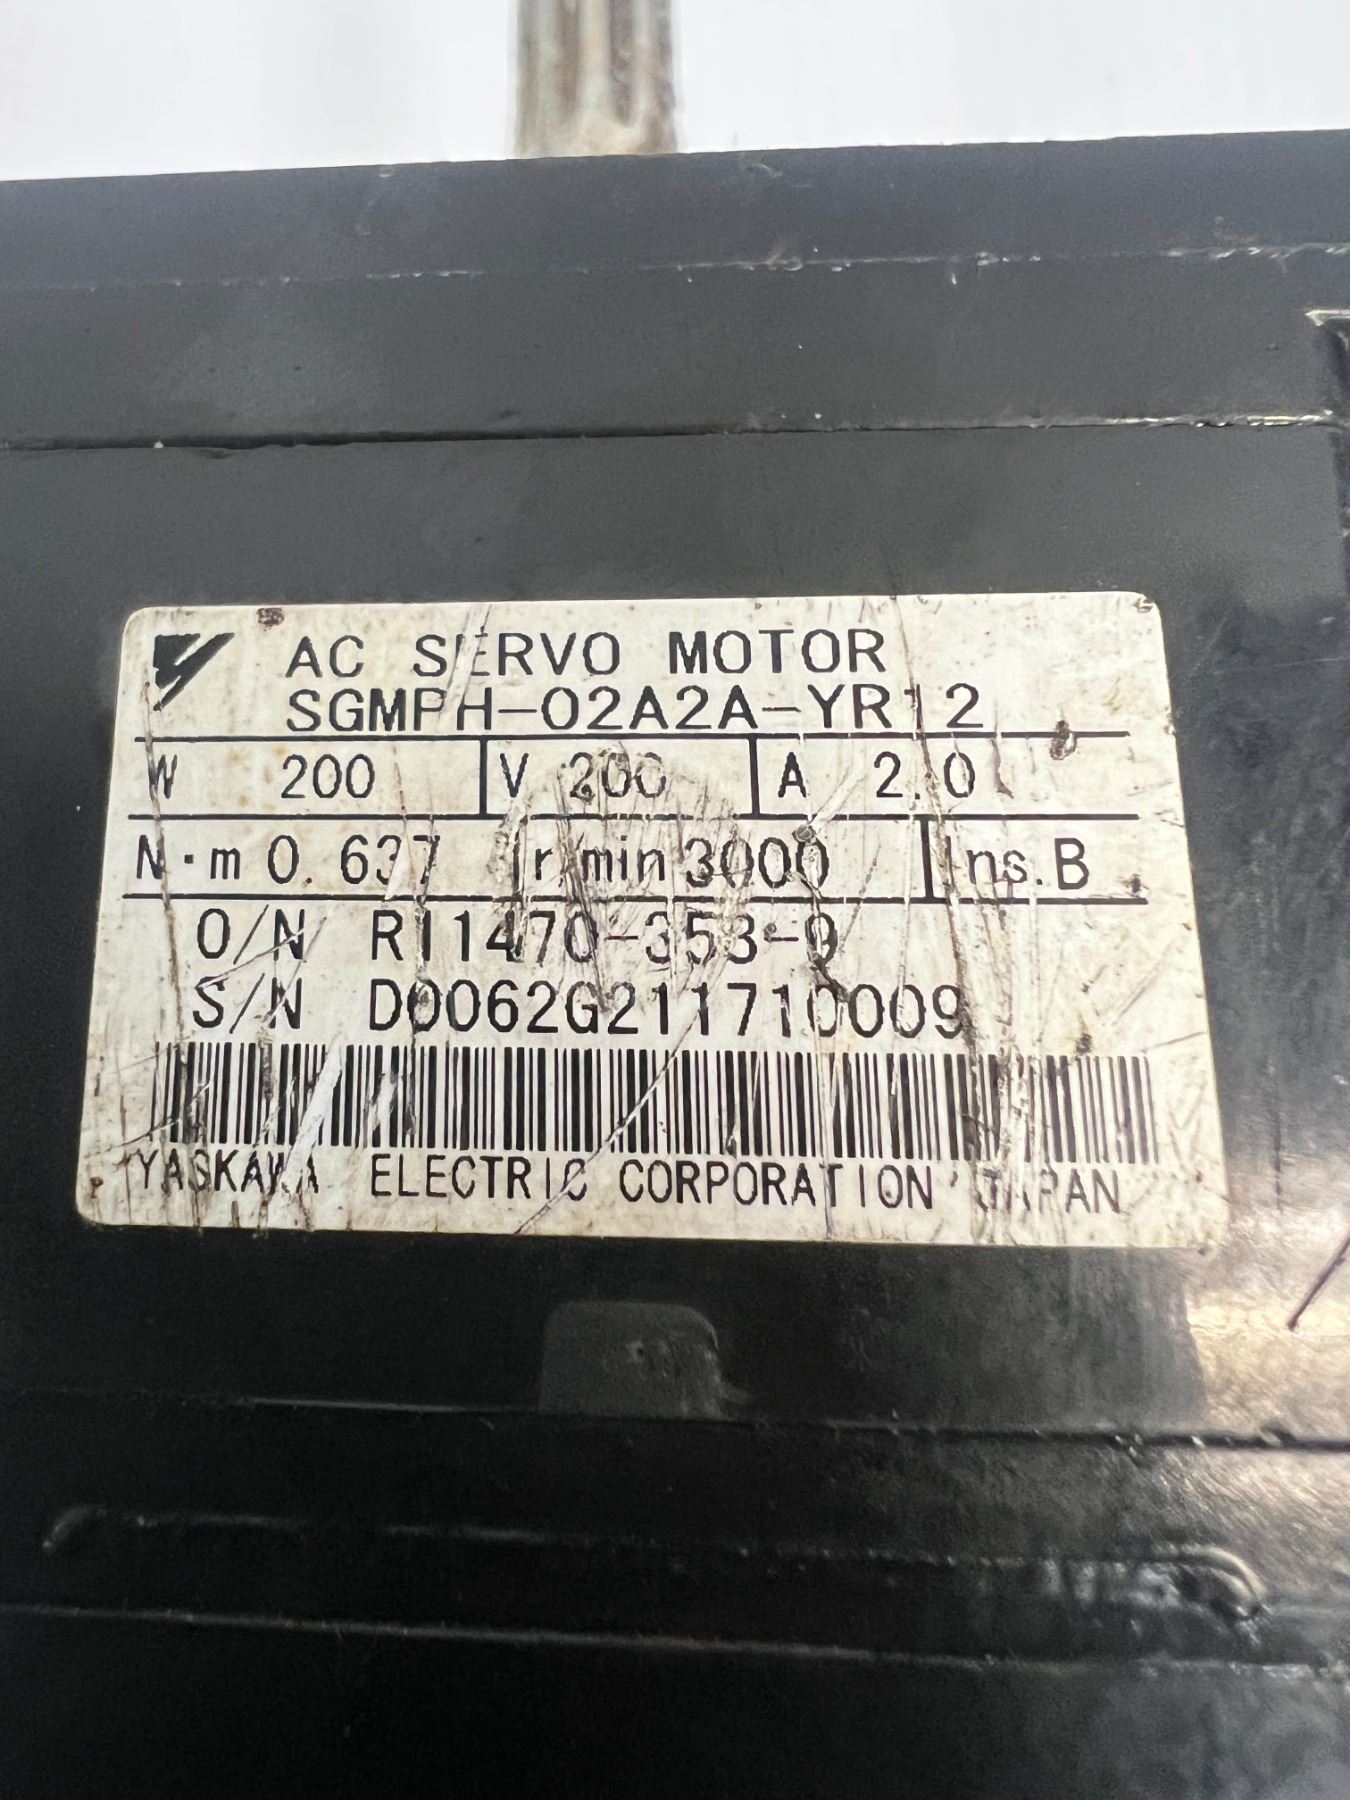 AC SERVO MOTOR
SGMPH-02A2A-YR12
W 200 V 200 A 2.0
N·m 0.637 r/min 3000 Ins. B
O/N R11470-353-9
S/N D0062G211710009
YASKAWA ELECTRIC CORPORATION JAPAN